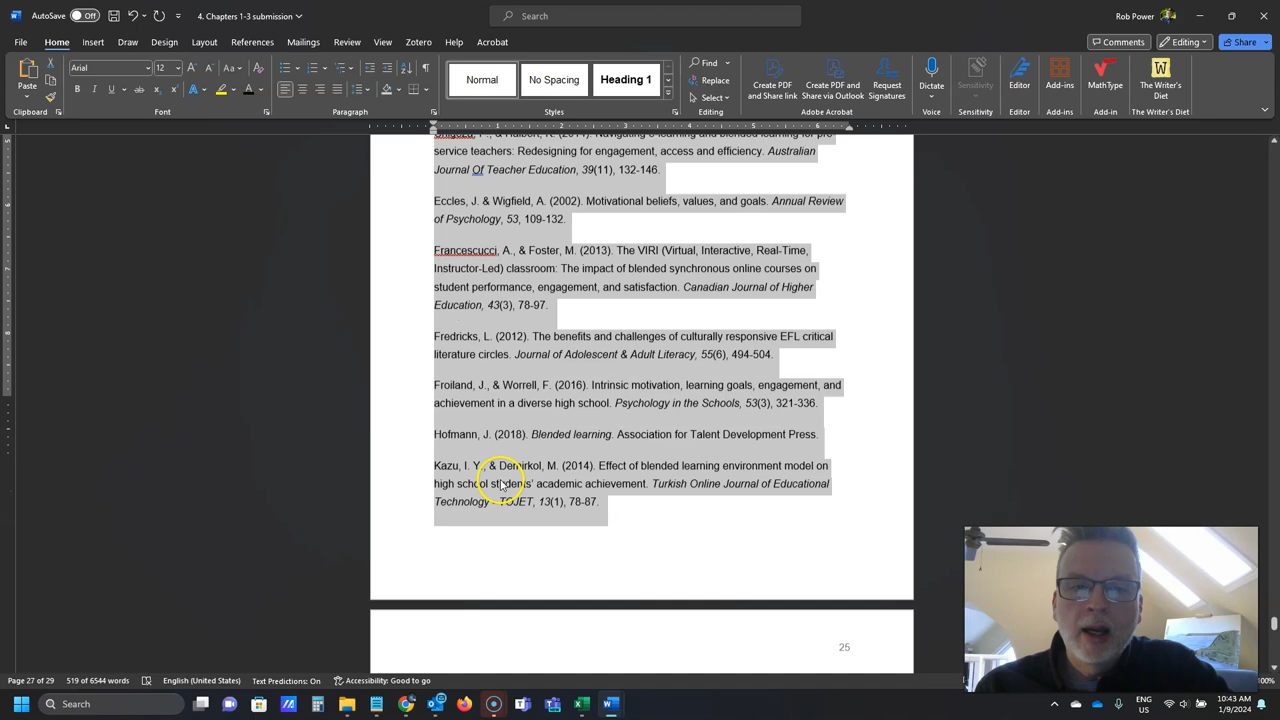 AutoSave Off 4. Chapters 1-3 submission Search Rob Power
File Home Insert Draw Design Layout References Mailings Review View Zotero Help Acrobat Comments Editing Share
Paste Arial 12 Normal No Spacing Heading 1 Find Replace Select Create PDF and Share link Create PDF and Share via Outlook Request Signatures Dictate Sensitivity Editor Add-ins MathType The Writer's Diet
Clipboard Font Paragraph Styles Editing Adobe Acrobat Voice Sensitivity Editor Add-in The Writer's Diet
service teachers: Redesigning for engagement, access and efficiency. Australian
Journal Of Teacher Education, 39(11), 132-146.
Eccles, J. & Wigfield, A. (2002). Motivational beliefs, values, and goals. Annual Review
of Psychology, 53, 109-132.
Francescucci, A., & Foster, M. (2013). The VIRI (Virtual, Interactive, Real-Time,
Instructor-Led) classroom: The impact of blended synchronous online courses on
student performance, engagement, and satisfaction. Canadian Journal of Higher
Education, 43(3), 78-97.
Fredricks, L. (2012). The benefits and challenges of culturally responsive EFL critical
literature circles. Journal of Adolescent & Adult Literacy, 55(6), 494-504.
Froiland, J., & Worrell, F. (2016). Intrinsic motivation, learning goals, engagement, and
achievement in a diverse high school. Psychology in the Schools, 53(3), 321-336.
Hofmann, J. (2018). Blended learning. Association for Talent Development Press.
Kazu, I. Y., & Demirkol, M. (2014). Effect of blended learning environment model on
high school students' academic achievement. Turkish Online Journal of Educational
Technology - TOJET, 13(1), 78-87.
25
Page 27 of 29 519 of 6544 words English (United States) Text Predictions: On Accessibility: Good to go 100%
Search ENG US 10:43 AM 1/9/2024